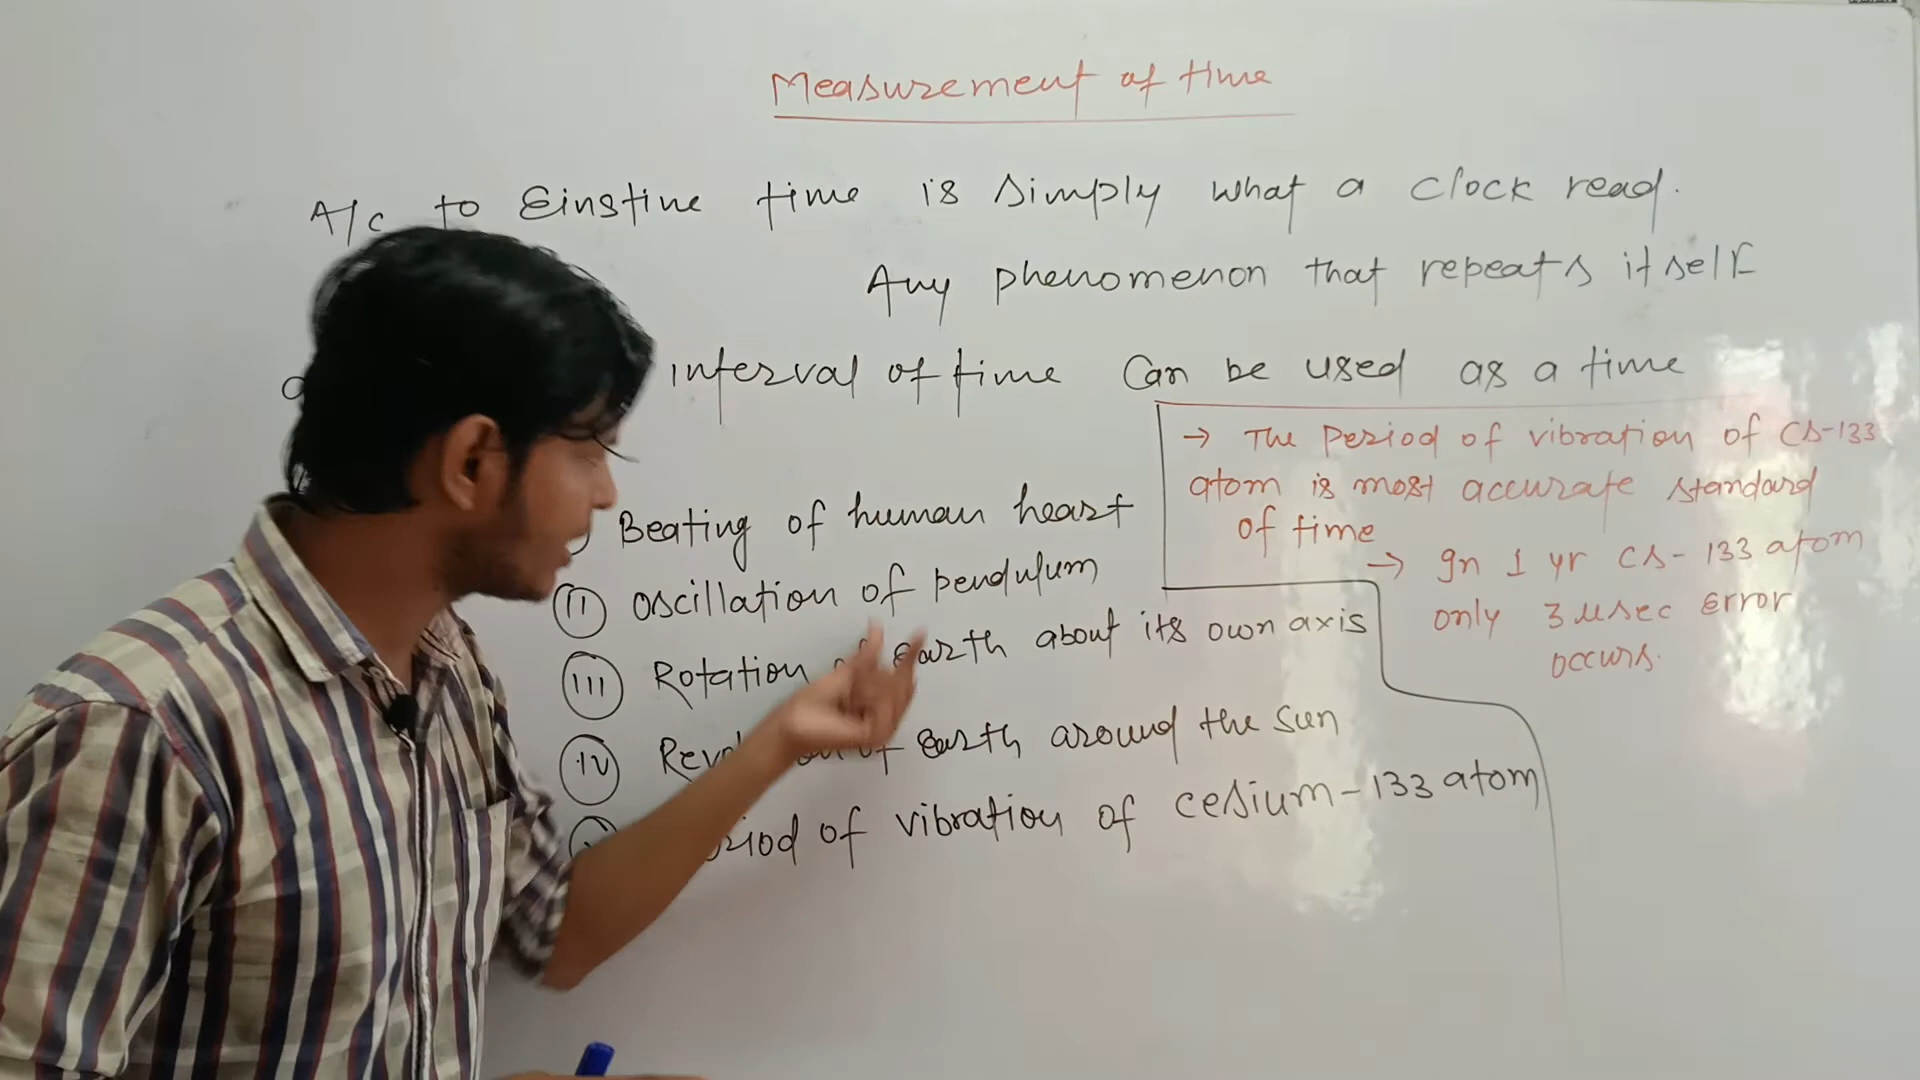 Measurement of time
A/c to Einstine time is simply what a clock read.
Any phenomenon that repeats itself
interval of time can be used as a time
→ The period of vibration of Cs-133
atom is most accurate standard
of time
→ In 1 yr Cs-133 atom
only 3 μsec error
occurs.
Beating of human heart
(II) Oscillation of pendulum
(III) Rotation of earth about its own axis
(IV) of earth around the sun
of vibration of cesium-133 atom